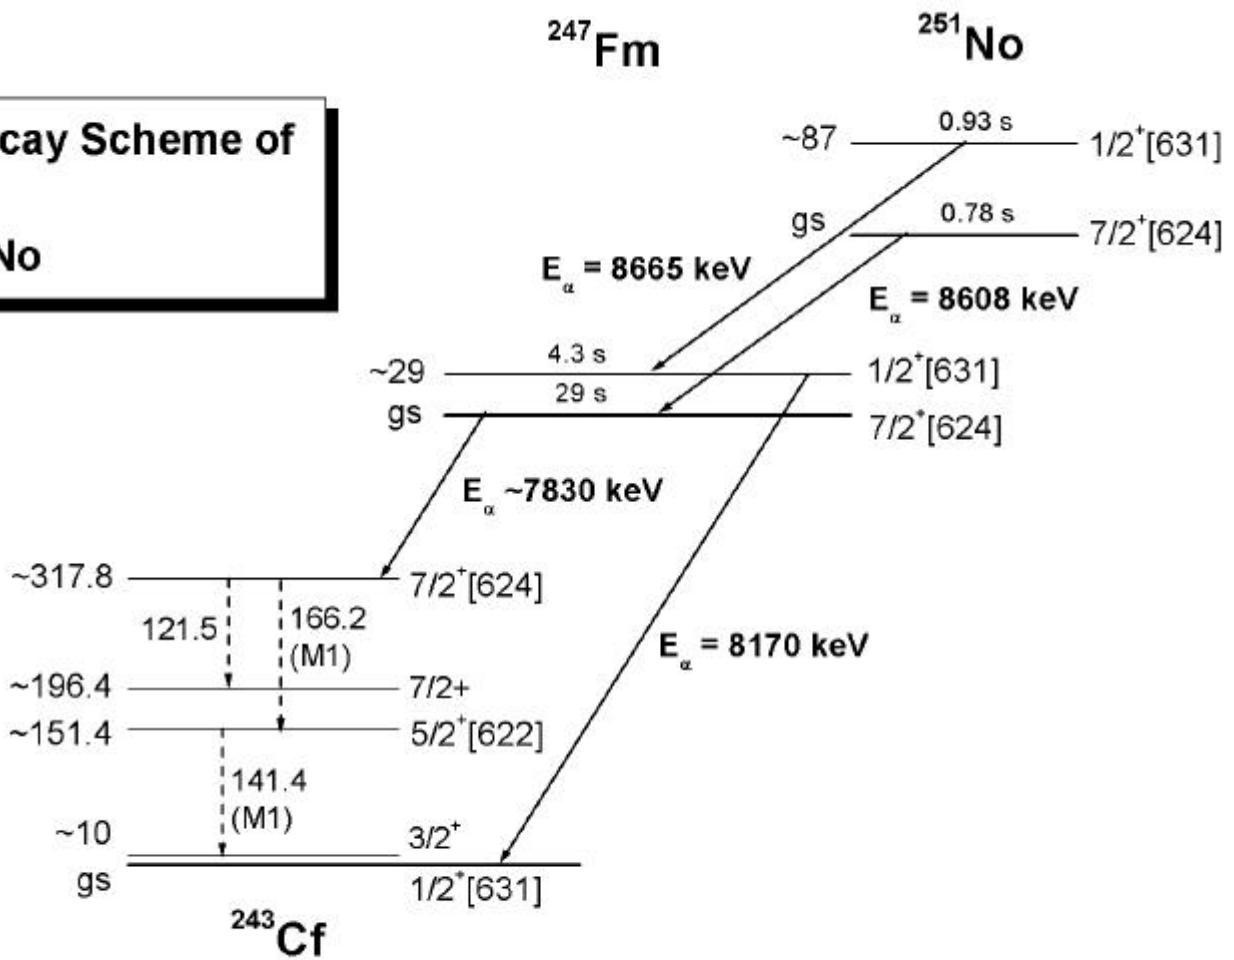 ²⁴⁷Fm
²⁵¹No
cay Scheme of
No
~87
0.93 s
1/2⁺[631]
gs
0.78 s
7/2⁺[624]
Eα = 8665 keV
Eα = 8608 keV
~29
4.3 s
1/2⁺[631]
gs
29 s
7/2⁺[624]
Eα ~7830 keV
~317.8
7/2⁺[624]
121.5
166.2
(M1)
Eα = 8170 keV
~196.4
7/2+
~151.4
5/2⁺[622]
141.4
(M1)
~10
3/2⁺
gs
1/2⁺[631]
²⁴³Cf